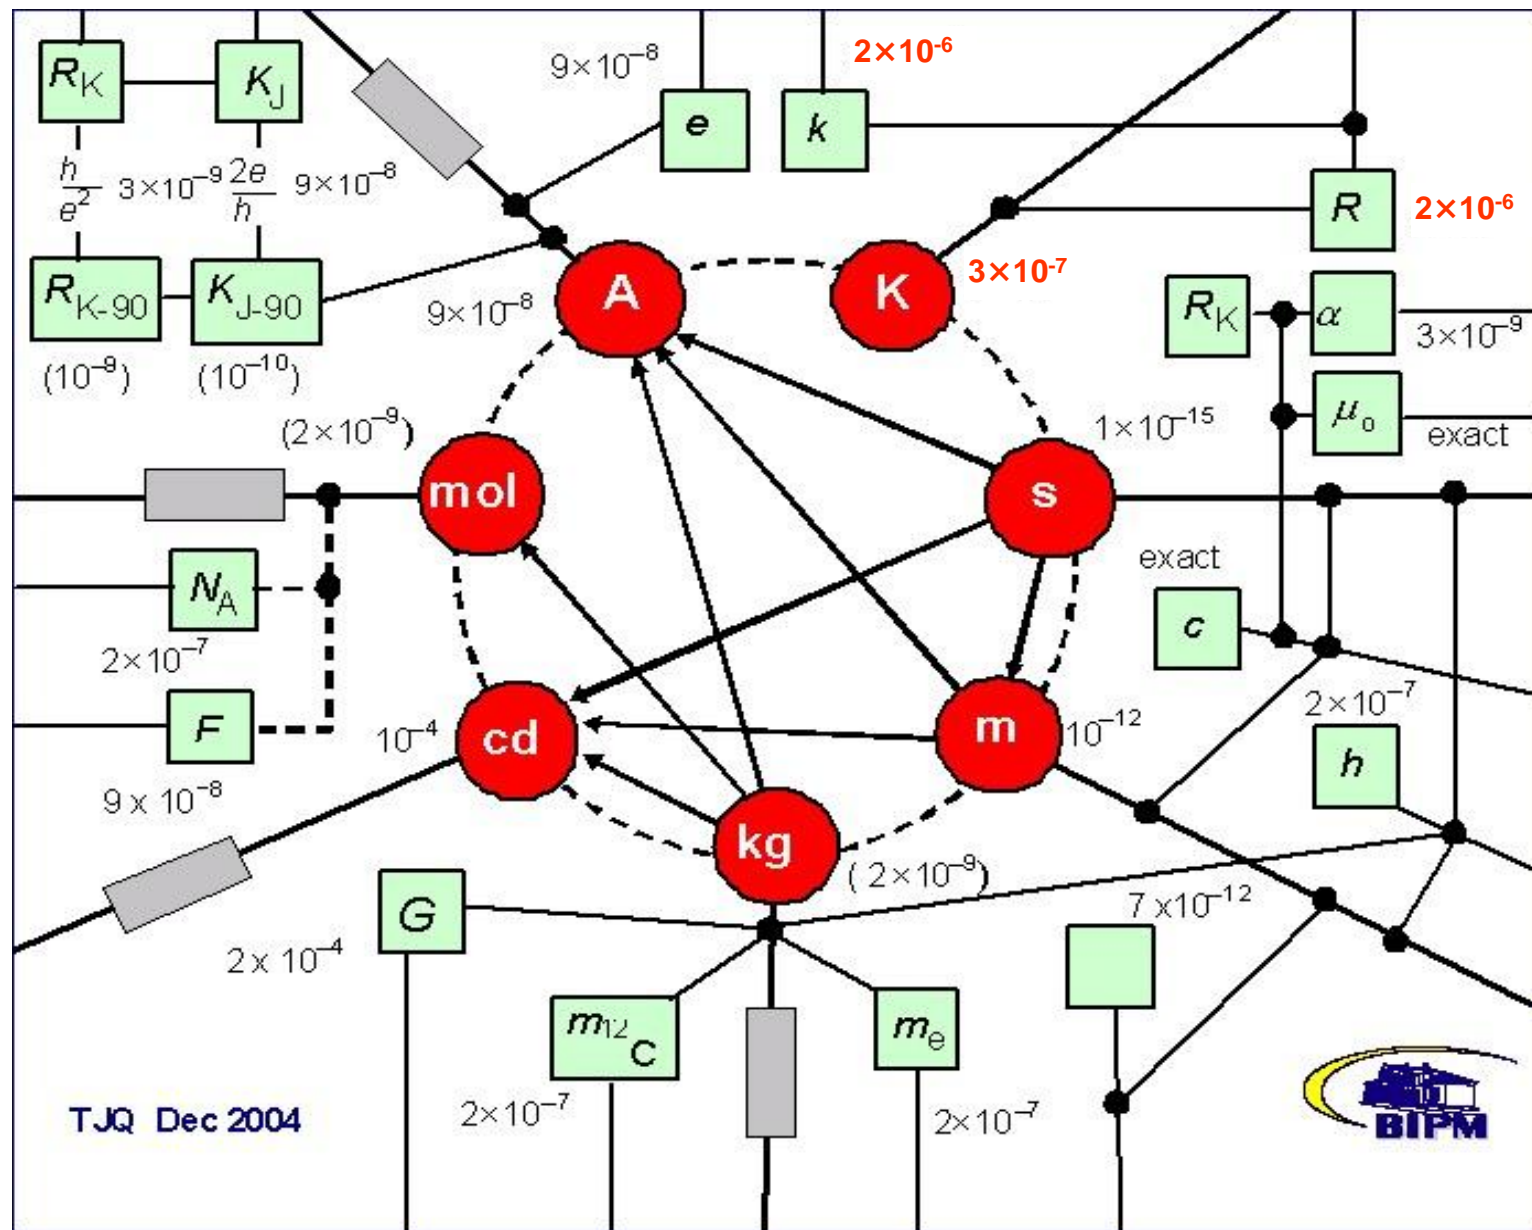 R_K
K_J
9×10⁻⁸
e
k
2×10⁻⁶
h/e²
3×10⁻⁹
2e/h
9×10⁻⁸
R
2×10⁻⁶
R_K-90
K_J-90
9×10⁻⁸
A
K
3×10⁻⁷
R_K
α
3×10⁻⁹
(10⁻⁹)
(10⁻¹⁰)
(2×10⁻⁹)
1×10⁻¹⁵
μ₀
exact
mol
s
N_A
exact
2×10⁻⁷
c
F
10⁻⁴
cd
m
10⁻¹²
2×10⁻⁷
h
9 x 10⁻⁸
kg
( 2×10⁻⁹)
G
7 x10⁻¹²
2 x 10⁻⁴
m₁₂C
mₑ
2×10⁻⁷
2×10⁻⁷
TJQ Dec 2004
BIPM